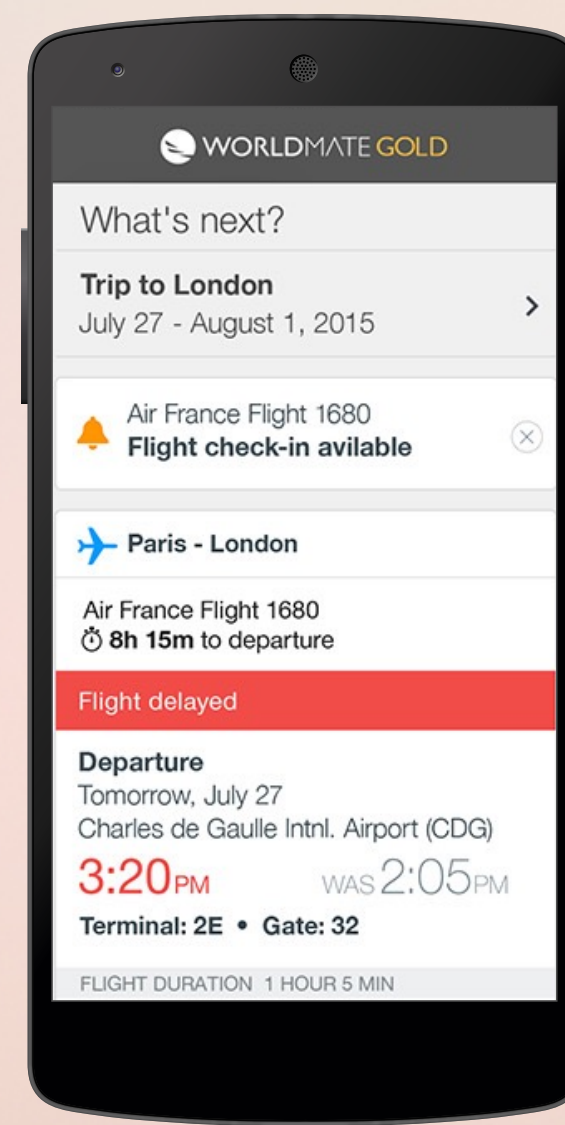 WORLDMATE GOLD
What's next?
Trip to London
July 27 - August 1, 2015
Air France Flight 1680
Flight check-in avilable
Paris - London
Air France Flight 1680
8h 15m to departure
Flight delayed
Departure
Tomorrow, July 27
Charles de Gaulle Intnl. Airport (CDG)
3:20PM WAS 2:05PM
Terminal: 2E • Gate: 32
FLIGHT DURATION 1 HOUR 5 MIN